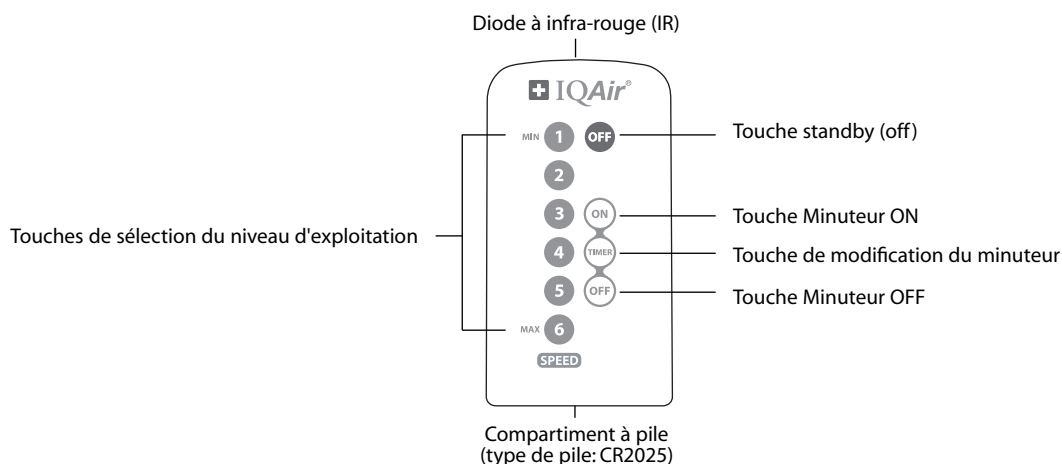 Diode à infra-rouge (IR)
IQAir®
MIN 1 OFF
Touche standby (off)
2
3 ON
Touche Minuteur ON
Touches de sélection du niveau d'exploitation
4 TIMER
Touche de modification du minuteur
5 OFF
Touche Minuteur OFF
MAX 6
SPEED
Compartiment à pile
(type de pile: CR2025)